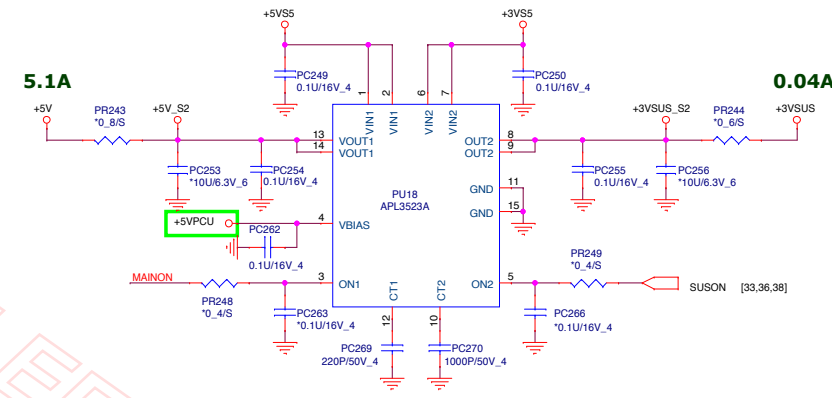 +5VS5
+3VS5
5.1A
PC249
0.1U/16V_4
PC250
0.1U/16V_4
0.04A
+5V
PR243
*0_8/S
+5V_S2
1
2
6
7
+3VSUS_S2
PR244
*0_6/S
+3VSUS
VIN1
VIN1
VIN2
VIN2
13
14
VOUT1
VOUT1
OUT2
OUT2
8
9
PC253
*10U/6.3V_6
PC254
0.1U/16V_4
PC255
0.1U/16V_4
PC256
*10U/6.3V_6
PU18
APL3523A
GND
11
GND
15
+5VPCU
PC262
0.1U/16V_4
4
VBIAS
MAINON
PR248
*0_4/S
3
ON1
ON2
5
PR249
*0_4/S
SUSON [33,36,38]
PC263
*0.1U/16V_4
CT1
CT2
12
10
PC266
*0.1U/16V_4
PC269
220P/50V_4
PC270
1000P/50V_4